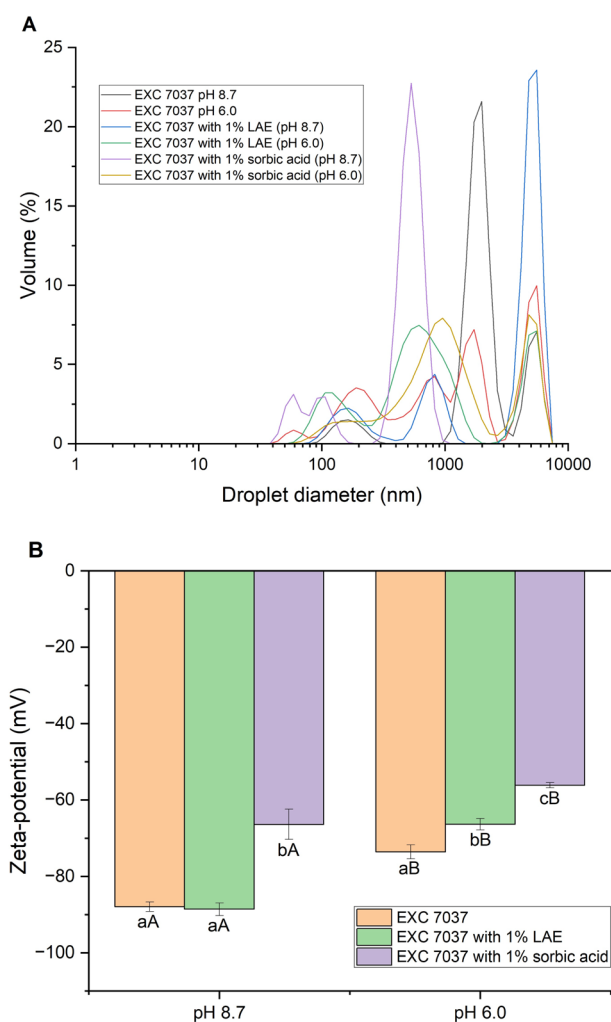 A
25
20
15
10
5
0
Volume (%)
EXC 7037 pH 8.7
EXC 7037 pH 6.0
EXC 7037 with 1% LAE (pH 8.7)
EXC 7037 with 1% LAE (pH 6.0)
EXC 7037 with 1% sorbic acid (pH 8.7)
EXC 7037 with 1% sorbic acid (pH 6.0)
1 10 100 1000 10000
Droplet diameter (nm)
B
0
−20
−40
−60
−80
−100
Zeta-potential (mV)
aA aA bA aB bB cB
EXC 7037
EXC 7037 with 1% LAE
EXC 7037 with 1% sorbic acid
pH 8.7 pH 6.0